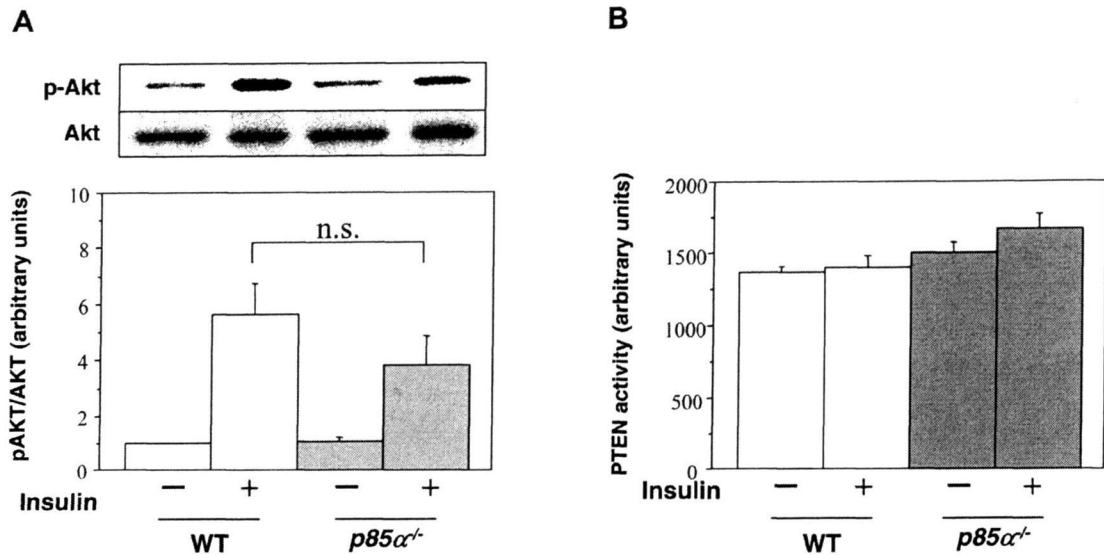 A
p-Akt
Akt
pAKT/AKT (arbitrary units)
10
8
6
4
2
0
n.s.
Insulin
— + — +
WT p85α-/-
B
PTEN activity (arbitrary units)
2000
1500
1000
500
0
Insulin
— + — +
WT p85α-/-